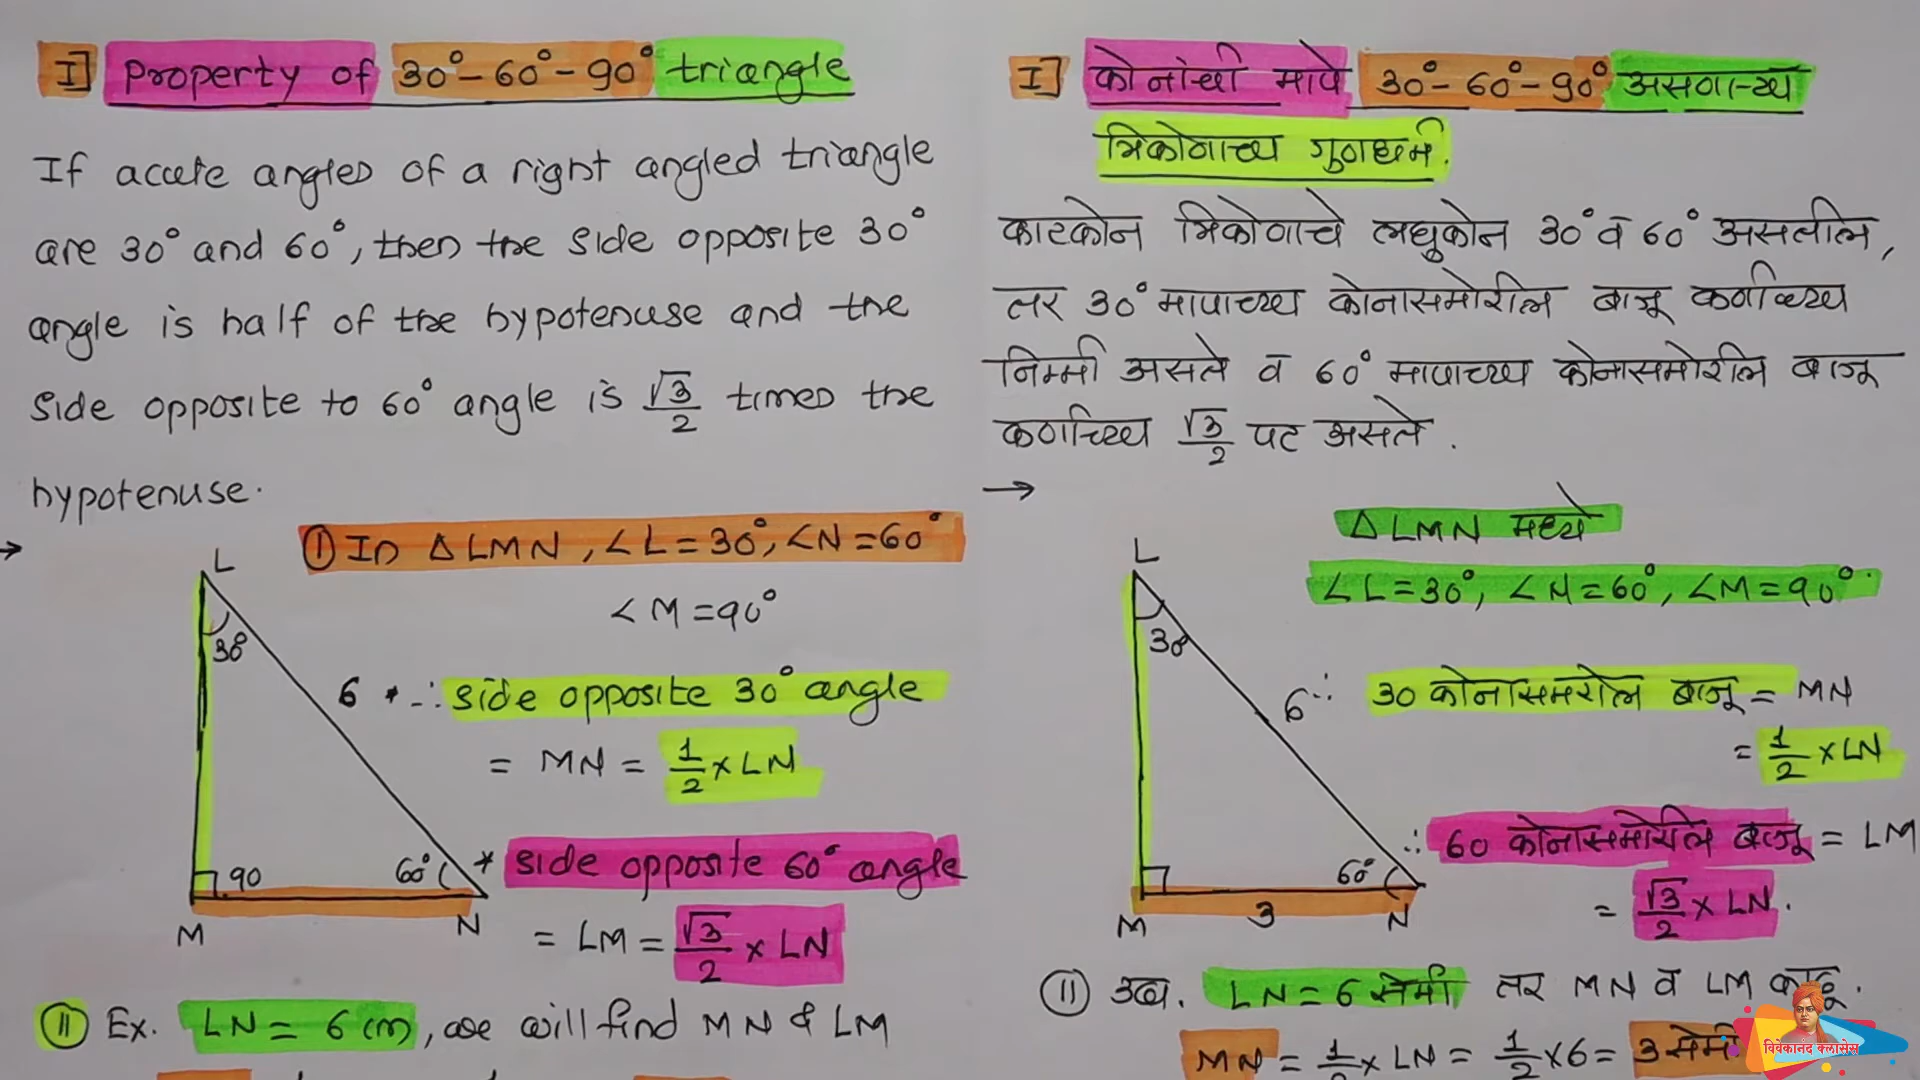 I] Property of 30°-60°-90° triangle
If acute angles of a right angled triangle
are 30° and 60°, then the side opposite 30°
angle is half of the hypotenuse and the
side opposite to 60° angle is √3/2 times the
hypotenuse.
→
① In △LMN, ∠L=30°, ∠N=60°
∠M=90°
L
30°
6
* ∴ side opposite 30° angle
= MN = 1/2 × LN
90
60°
M
N
* side opposite 60° angle
= LM = √3/2 × LN
⑪ Ex. LN = 6 cm, we will find MN & LM
I] कोनांची मापे 30°-60°-90° असणाऱ्या
त्रिकोणाचा गुणधर्म.
काटकोन त्रिकोणाचे लघुकोन 30° व 60° असतील,
तर 30° मापाच्या कोनासमोरील बाजू कर्णाच्या
निम्मी असते व 60° मापाच्या कोनासमोरील बाजू
कर्णाच्या √3/2 पट असते.
→
△LMN मध्ये
∠L=30°, ∠N=60°, ∠M=90°.
L
30°
6
∴ 30 कोनासमरोल बाजू = MN
= 1/2 × LN
60°
M
3
N
∴ 60 कोनासमोरील बाजू = LM
= √3/2 × LN.
⑪ उदा. LN=6 सेमी तर MN व LM काढू.
MN = 1/2 × LN = 1/2 × 6 = 3 सेमी
विवेकानंद क्लासेस